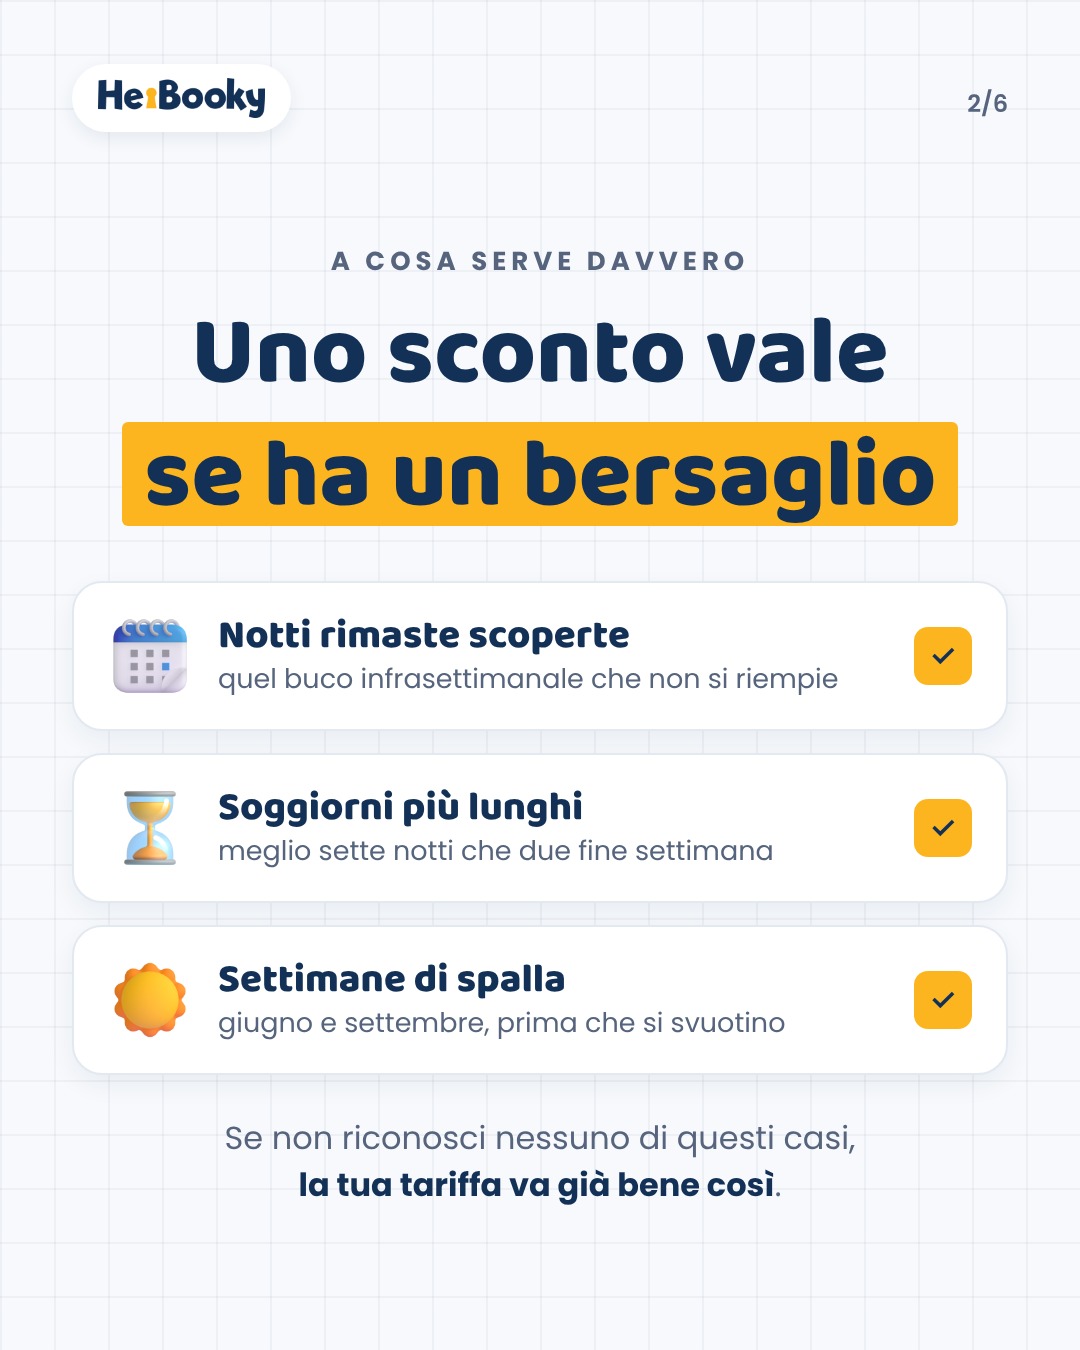 HeiBooky
2/6
A COSA SERVE DAVVERO
Uno sconto vale
se ha un bersaglio
Notti rimaste scoperte
quel buco infrasettimanale che non si riempie
Soggiorni più lunghi
meglio sette notti che due fine settimana
Settimane di spalla
giugno e settembre, prima che si svuotino
Se non riconosci nessuno di questi casi,
la tua tariffa va già bene così.